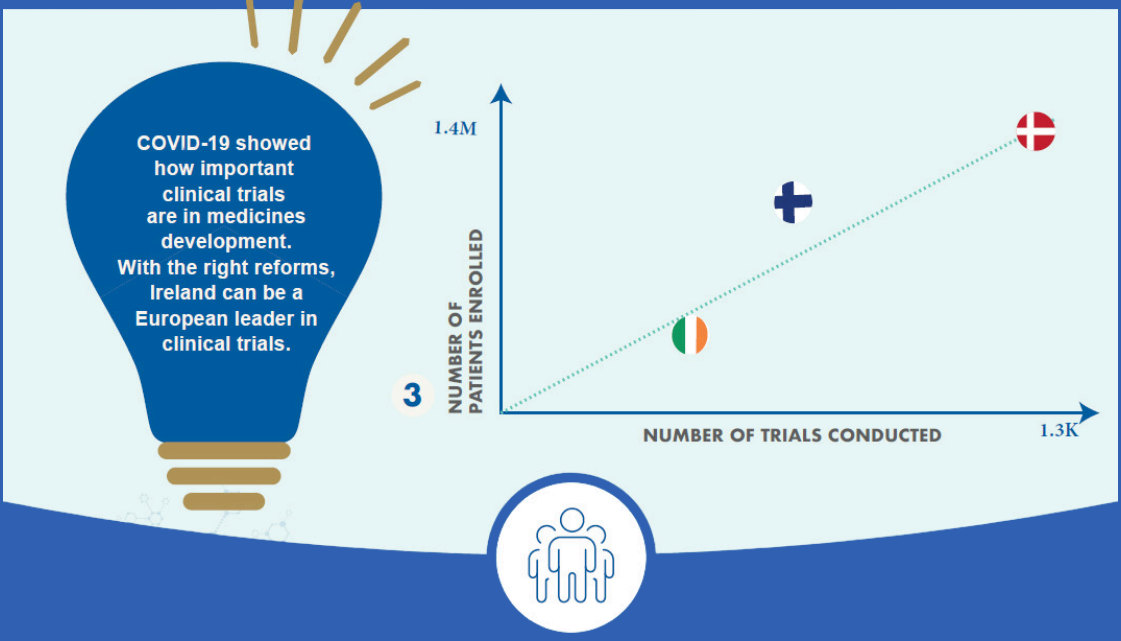 COVID-19 showed
how important
clinical trials
are in medicines
development.
With the right reforms,
Ireland can be a
European leader in
clinical trials.
1.4M
NUMBER OF
PATIENTS ENROLLED
3
NUMBER OF TRIALS CONDUCTED
1.3K